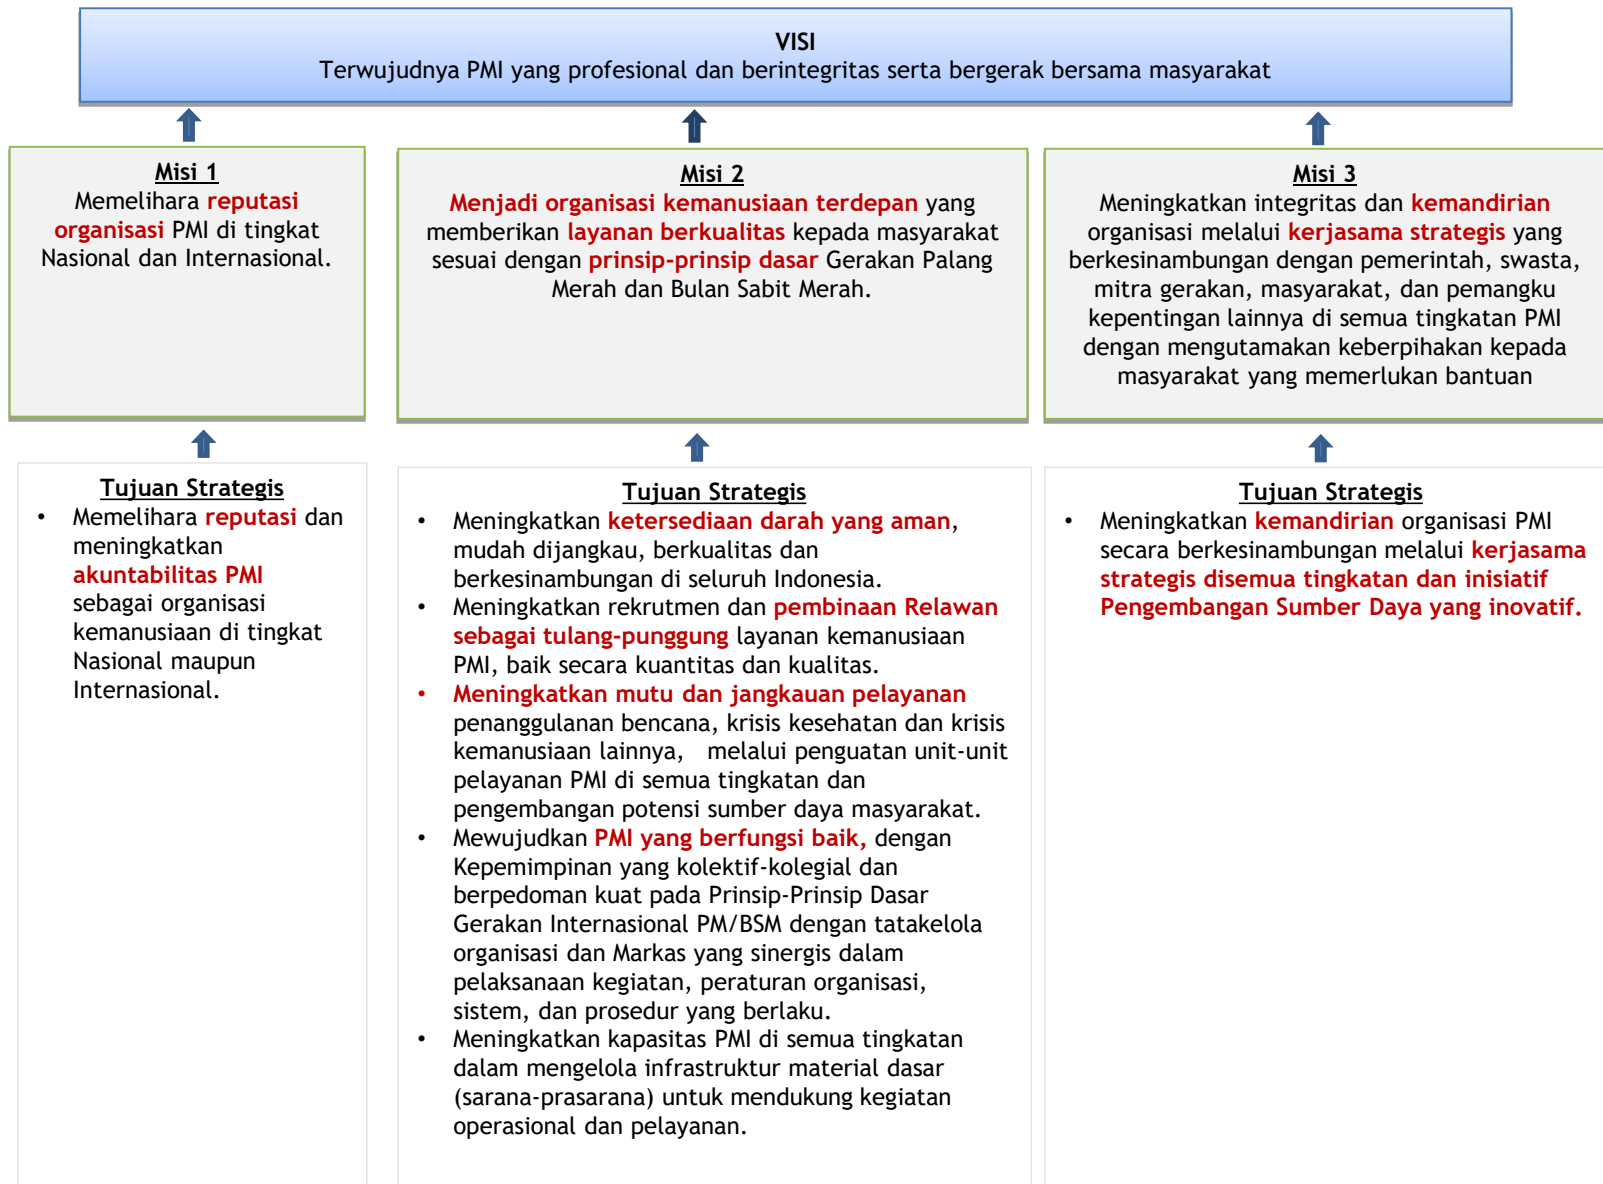 VISI
Terwujudnya PMI yang profesional dan berintegritas serta bergerak bersama masyarakat
Misi 1
Memelihara reputasi
organisasi PMI di tingkat
Nasional dan Internasional.
Misi 2
Menjadi organisasi kemanusiaan terdepan yang
memberikan layanan berkualitas kepada masyarakat
sesuai dengan prinsip-prinsip dasar Gerakan Palang
Merah dan Bulan Sabit Merah.
Misi 3
Meningkatkan integritas dan kemandirian
organisasi melalui kerjasama strategis yang
berkesinambungan dengan pemerintah, swasta,
mitra gerakan, masyarakat, dan pemangku
kepentingan lainnya di semua tingkatan PMI
dengan mengutamakan keberpihakan kepada
masyarakat yang memerlukan bantuan
Tujuan Strategis
• Memelihara reputasi dan
meningkatkan
akuntabilitas PMI
sebagai organisasi
kemanusiaan di tingkat
Nasional maupun
Internasional.
Tujuan Strategis
• Meningkatkan ketersediaan darah yang aman,
mudah dijangkau, berkualitas dan
berkesinambungan di seluruh Indonesia.
• Meningkatkan rekrutmen dan pembinaan Relawan
sebagai tulang-punggung layanan kemanusiaan
PMI, baik secara kuantitas dan kualitas.
• Meningkatkan mutu dan jangkauan pelayanan
penanggulangan bencana, krisis kesehatan dan krisis
kemanusiaan lainnya, melalui penguatan unit-unit
pelayanan PMI di semua tingkatan dan
pengembangan potensi sumber daya masyarakat.
• Mewujudkan PMI yang berfungsi baik, dengan
Kepemimpinan yang kolektif-kolegial dan
berpedoman kuat pada Prinsip-Prinsip Dasar
Gerakan Internasional PM/BSM dengan tatakelola
organisasi dan Markas yang sinergis dalam
pelaksanaan kegiatan, peraturan organisasi,
sistem, dan prosedur yang berlaku.
• Meningkatkan kapasitas PMI di semua tingkatan
dalam mengelola infrastruktur material dasar
(sarana-prasarana) untuk mendukung kegiatan
operasional dan pelayanan.
Tujuan Strategis
• Meningkatkan kemandirian organisasi PMI
secara berkesinambungan melalui kerjasama
strategis disemua tingkatan dan inisiatif
Pengembangan Sumber Daya yang inovatif.